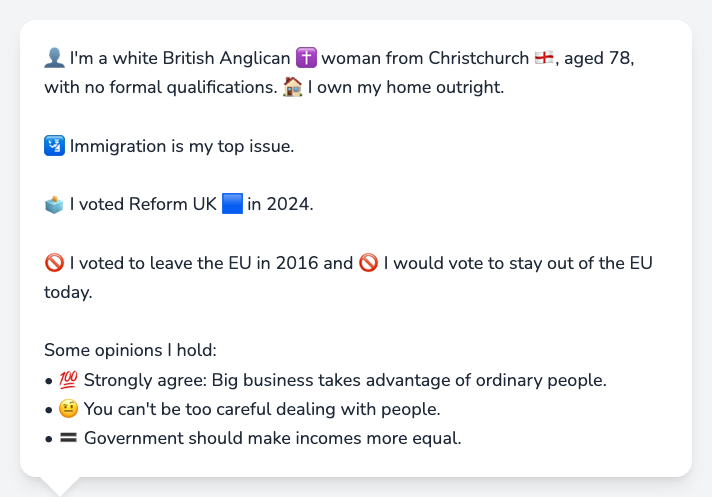 👤 I'm a white British Anglican ✝️ woman from Christchurch 🏴󠁧󠁢󠁥󠁮󠁧󠁿, aged 78,
with no formal qualifications. 🏠 I own my home outright.
🛂 Immigration is my top issue.
🗳️ I voted Reform UK 🟦 in 2024.
🚫 I voted to leave the EU in 2016 and 🚫 I would vote to stay out of the EU
today.
Some opinions I hold:
• 💯 Strongly agree: Big business takes advantage of ordinary people.
• 🤨 You can't be too careful dealing with people.
• 🟰 Government should make incomes more equal.